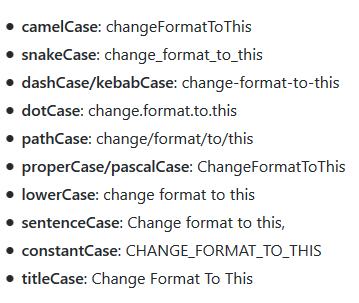 • camelCase: changeFormatToThis
• snakeCase: change_format_to_this
• dashCase/kebabCase: change-format-to-this
• dotCase: change.format.to.this
• pathCase: change/format/to/this
• properCase/pascalCase: ChangeFormatToThis
• lowerCase: change format to this
• sentenceCase: Change format to this,
• constantCase: CHANGE_FORMAT_TO_THIS
• titleCase: Change Format To This